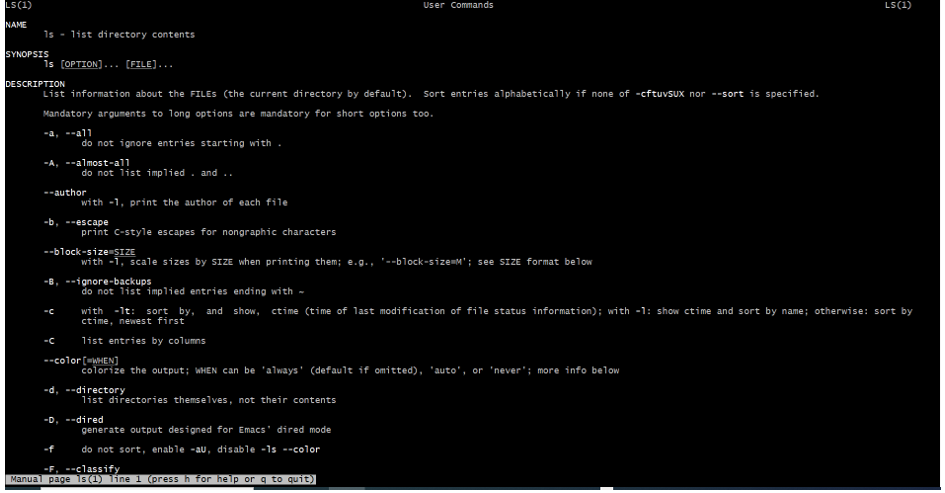 LS(1) User Commands LS(1)
NAME
ls - list directory contents
SYNOPSIS
ls [OPTION]... [FILE]...
DESCRIPTION
List information about the FILEs (the current directory by default). Sort entries alphabetically if none of -cftuvSUX nor --sort is specified.
Mandatory arguments to long options are mandatory for short options too.
-a, --all
do not ignore entries starting with .
-A, --almost-all
do not list implied . and ..
--author
with -l, print the author of each file
-b, --escape
print C-style escapes for nongraphic characters
--block-size=SIZE
with -l, scale sizes by SIZE when printing them; e.g., '--block-size=M'; see SIZE format below
-B, --ignore-backups
do not list implied entries ending with ~
-c with -lt: sort by, and show, ctime (time of last modification of file status information); with -l: show ctime and sort by name; otherwise: sort by
ctime, newest first
-C list entries by columns
--color[=WHEN]
colorize the output; WHEN can be 'always' (default if omitted), 'auto', or 'never'; more info below
-d, --directory
list directories themselves, not their contents
-D, --dired
generate output designed for Emacs' dired mode
-f do not sort, enable -aU, disable -ls --color
-F, --classify
Manual page ls(1) line 1 (press h for help or q to quit)